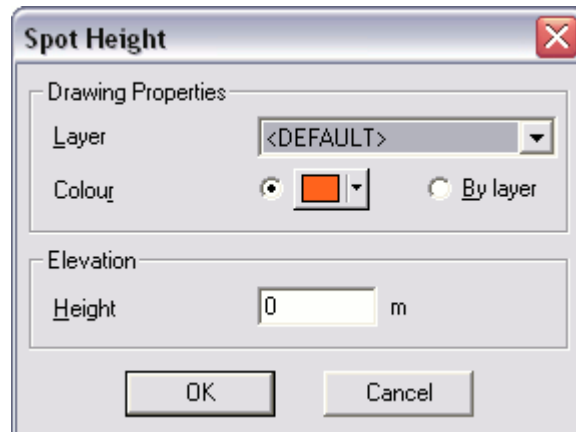 Spot Height
Drawing Properties
Layer <DEFAULT>
Colour By layer
Elevation
Height 0 m
OK Cancel